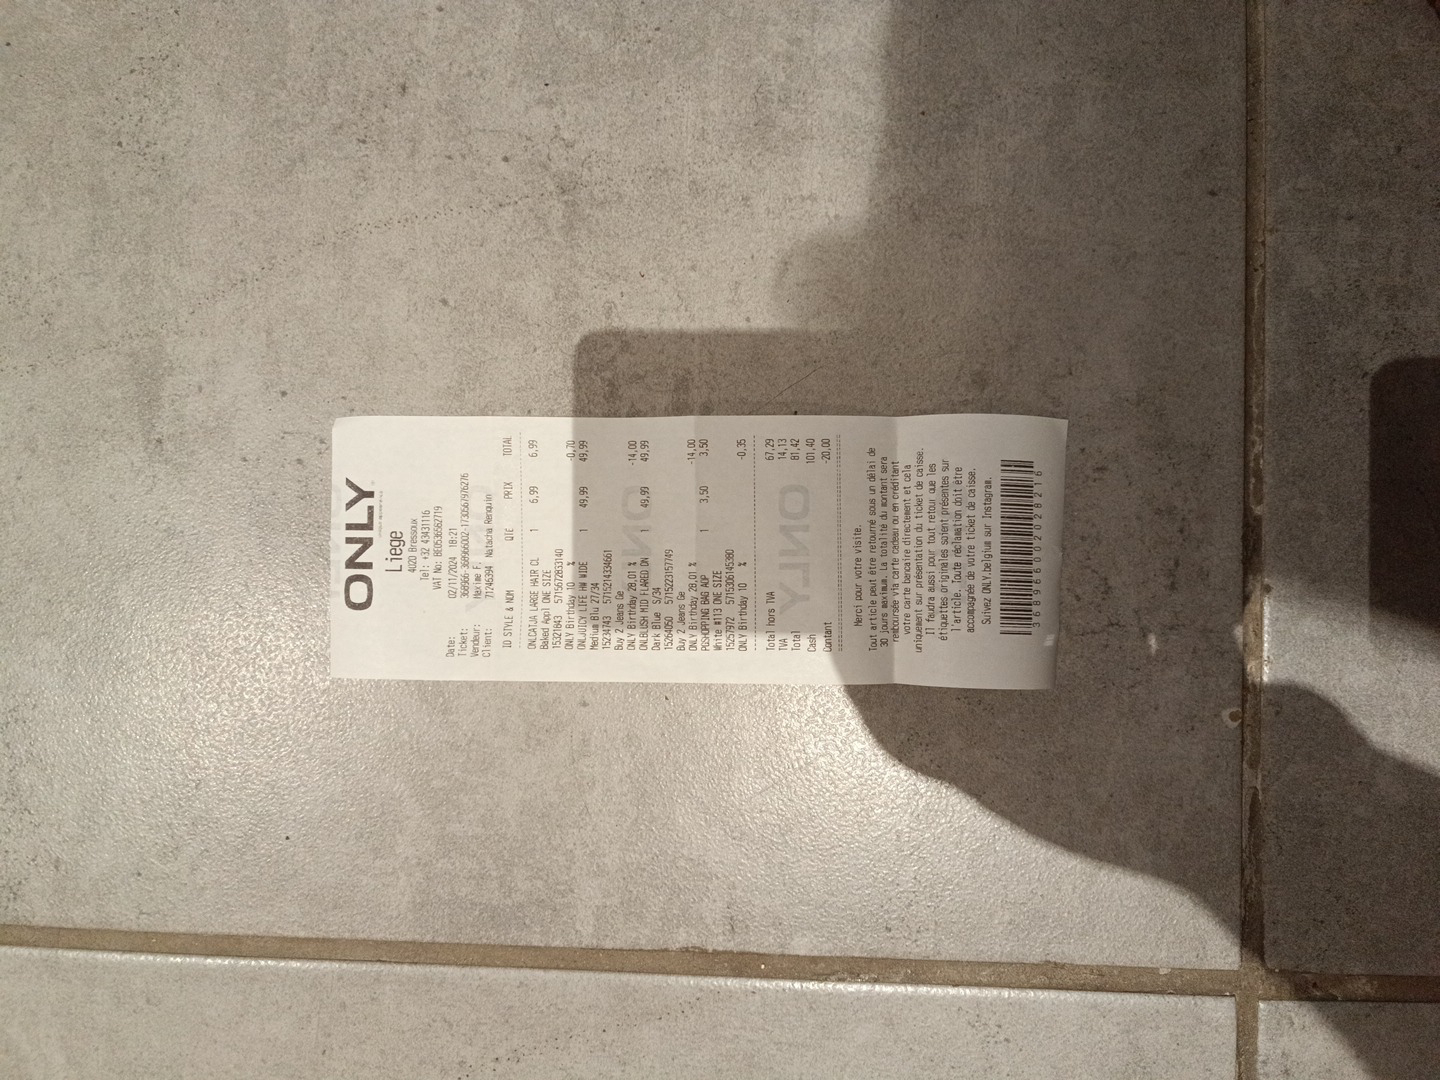 ONLY
Liege
4020 Bressoux
Tel: +32 43431116
VAT No: BE0536562719
Date: 02/11/2024 18:21
Ticket: 368966-368966002-1730567976276
Vendeur: Maxime F.
Client: 77246394 Natacha Renquin
ID STYLE & NOM QTE PRIX TOTAL
ONLCATJA LARGE HAIR CL 1 6,99 6,99
Baked Appl ONE SIZE
15321843 5715672833140
ONLY Birthday 10 % -0,70
ONLJUICY LIFE HW WIDE 1 49,99 49,99
Medium Blu 27/34
15234743 5715214334661
Buy 2 Jeans Ge -14,00
ONLY Birthday 28,01 %
ONLBLUSH MID FLARED DN 1 49,99 49,99
Dark Blue S/34
15264050 5715223157749
Buy 2 Jeans Ge -14,00
ONLY Birthday 28,01 %
PCSHOPPING BAG AOP 1 3,50 3,50
White #113 ONE SIZE
15257972 5715306145380
ONLY Birthday 10 % -0,35
Total hors TVA 67,29
TVA 14,13
Total 81,42
Cash 101,40
Contant -20,00
Merci pour votre visite.
Tout article peut être retourné sous un délai de
30 jours maximum. La totalité du montant sera
remboursée via carte cadeau ou en créditant
votre carte bancaire directement et cela
uniquement sur présentation du ticket de caisse.
Il faudra aussi pour tout retour que les
étiquettes originales soient présentes sur
l'article. Toute réclamation doit être
accompagnée de votre ticket de caisse.
Suivez ONLY.belgium sur Instagram.
ONLY